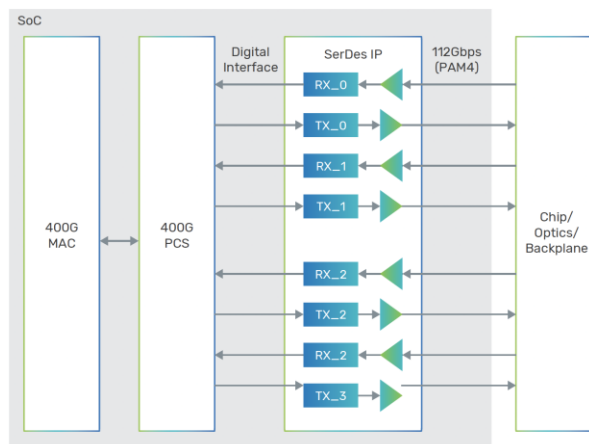 SoC
Digital
Interface
SerDes IP
112Gbps
(PAM4)
RX_0
TX_0
RX_1
TX_1
400G
MAC
400G
PCS
Chip/
Optics/
Backplane
RX_2
TX_2
RX_2
TX_3